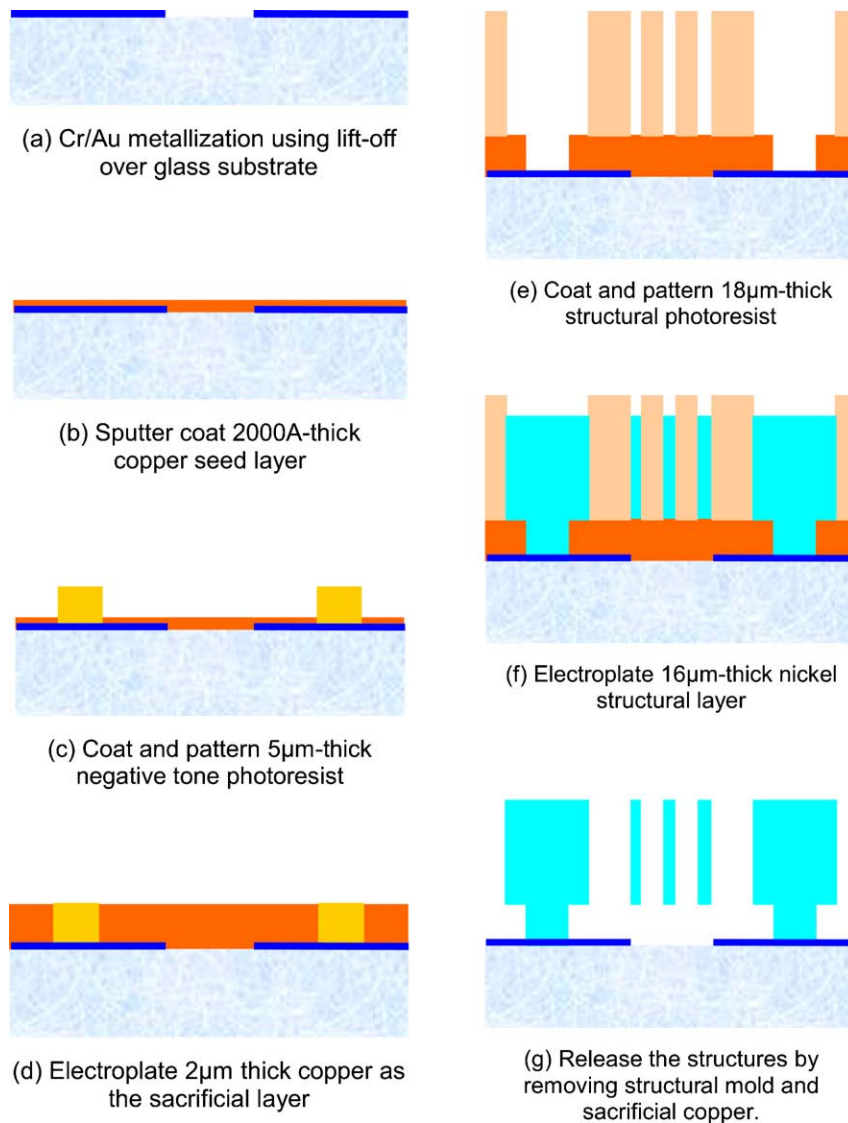 (a) Cr/Au metallization using lift-off
over glass substrate
(b) Sputter coat 2000A-thick
copper seed layer
(c) Coat and pattern 5µm-thick
negative tone photoresist
(d) Electroplate 2µm thick copper as
the sacrificial layer
(e) Coat and pattern 18µm-thick
structural photoresist
(f) Electroplate 16µm-thick nickel
structural layer
(g) Release the structures by
removing structural mold and
sacrificial copper.